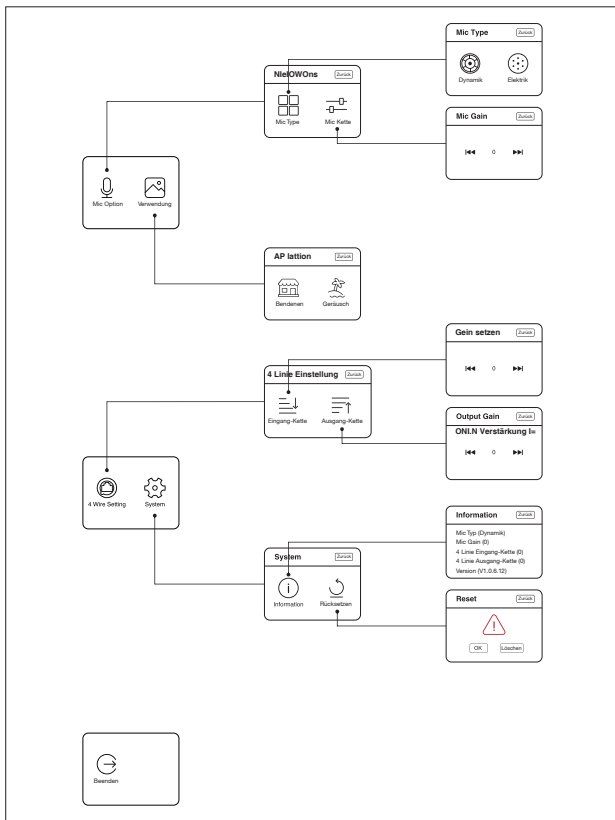 Mic Type Zurück
Dynamik Elektrik
NIeIOWOns Zurück
Mic Type Mic Kette
Mic Gain Zurück
0
Mic Option Verwendung
AP lattion Zurück
Bendenen Geräusch
Gein setzen Zurück
0
4 Linie Einstellung Zurück
Eingang-Kette Ausgang-Kette
Output Gain Zurück
ONI.N Verstärkung I=
0
4 Wire Setting System
Information Zurück
Mic Typ (Dynamik)
Mic Gain (0)
4 Linie Eingang-Kette (0)
4 Linie Ausgang-Kette (0)
Version (V1.0.6.12)
System Zurück
Information Rücksetzen
Reset Zurück
OK Löschen
Beenden